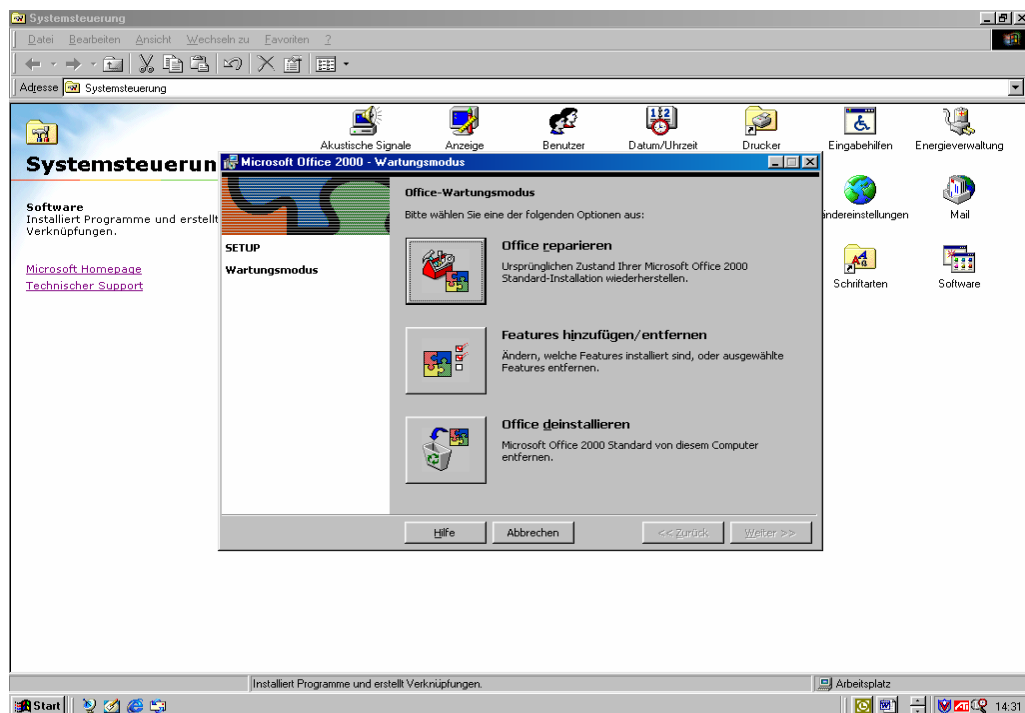 Systemsteuerung
Datei Bearbeiten Ansicht Wechseln zu Favoriten ?
Adresse Systemsteuerung
Akustische Signale Anzeige Benutzer Datum/Uhrzeit Drucker Eingabehilfen Energieverwaltung
Systemsteuerun
Software
Installiert Programme und erstellt
Verknüpfungen.
Microsoft Homepage
Technischer Support
ndereinstellungen Mail
Schriftarten Software
Microsoft Office 2000 - Wartungsmodus
SETUP
Wartungsmodus
Office-Wartungsmodus
Bitte wählen Sie eine der folgenden Optionen aus:
Office reparieren
Ursprünglichen Zustand Ihrer Microsoft Office 2000
Standard-Installation wiederherstellen.
Features hinzufügen/entfernen
Ändern, welche Features installiert sind, oder ausgewählte
Features entfernen.
Office deinstallieren
Microsoft Office 2000 Standard von diesem Computer
entfernen.
Hilfe Abbrechen << Zurück Weiter >>
Installiert Programme und erstellt Verknüpfungen. Arbeitsplatz
Start ATI 14:31